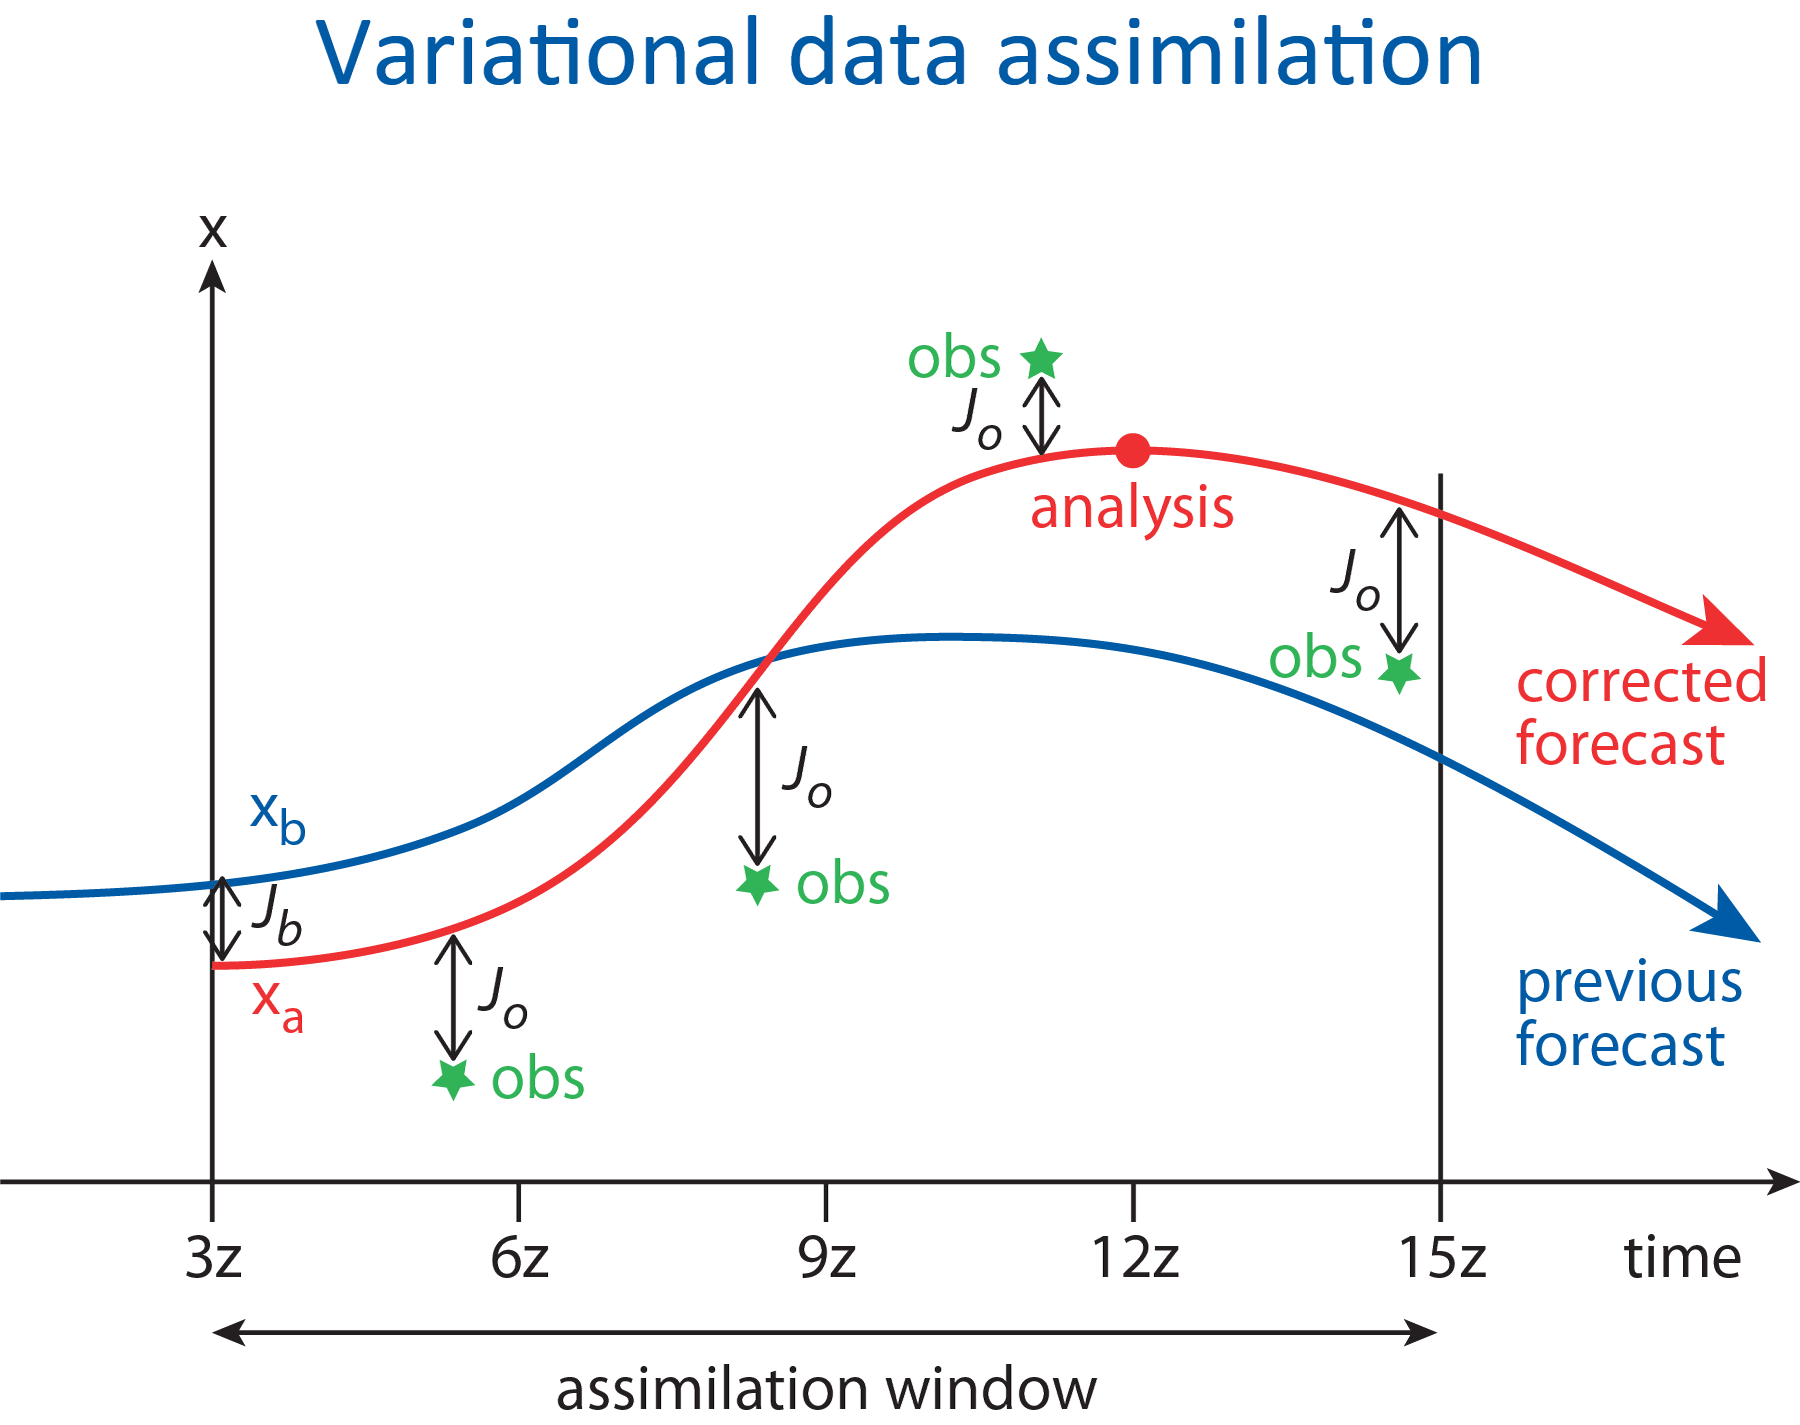 Variational data assimilation
x
obs
Jo
analysis
Jo
obs
corrected
forecast
xb
Jo
obs
Jb
xa
Jo
obs
previous
forecast
3z 6z 9z 12z 15z time
assimilation window